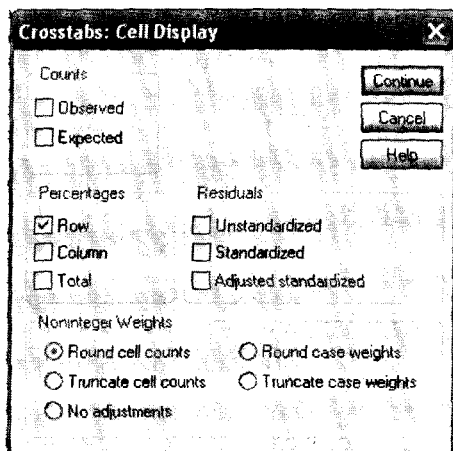 Crosstabs: Cell Display
Counts
Observed
Expected
Continue
Cancel
Help
Percentages
Row
Column
Total
Residuals
Unstandardized
Standardized
Adjusted standardized
Noninteger Weights
Round cell counts
Round case weights
Truncate cell counts
Truncate case weights
No adjustments